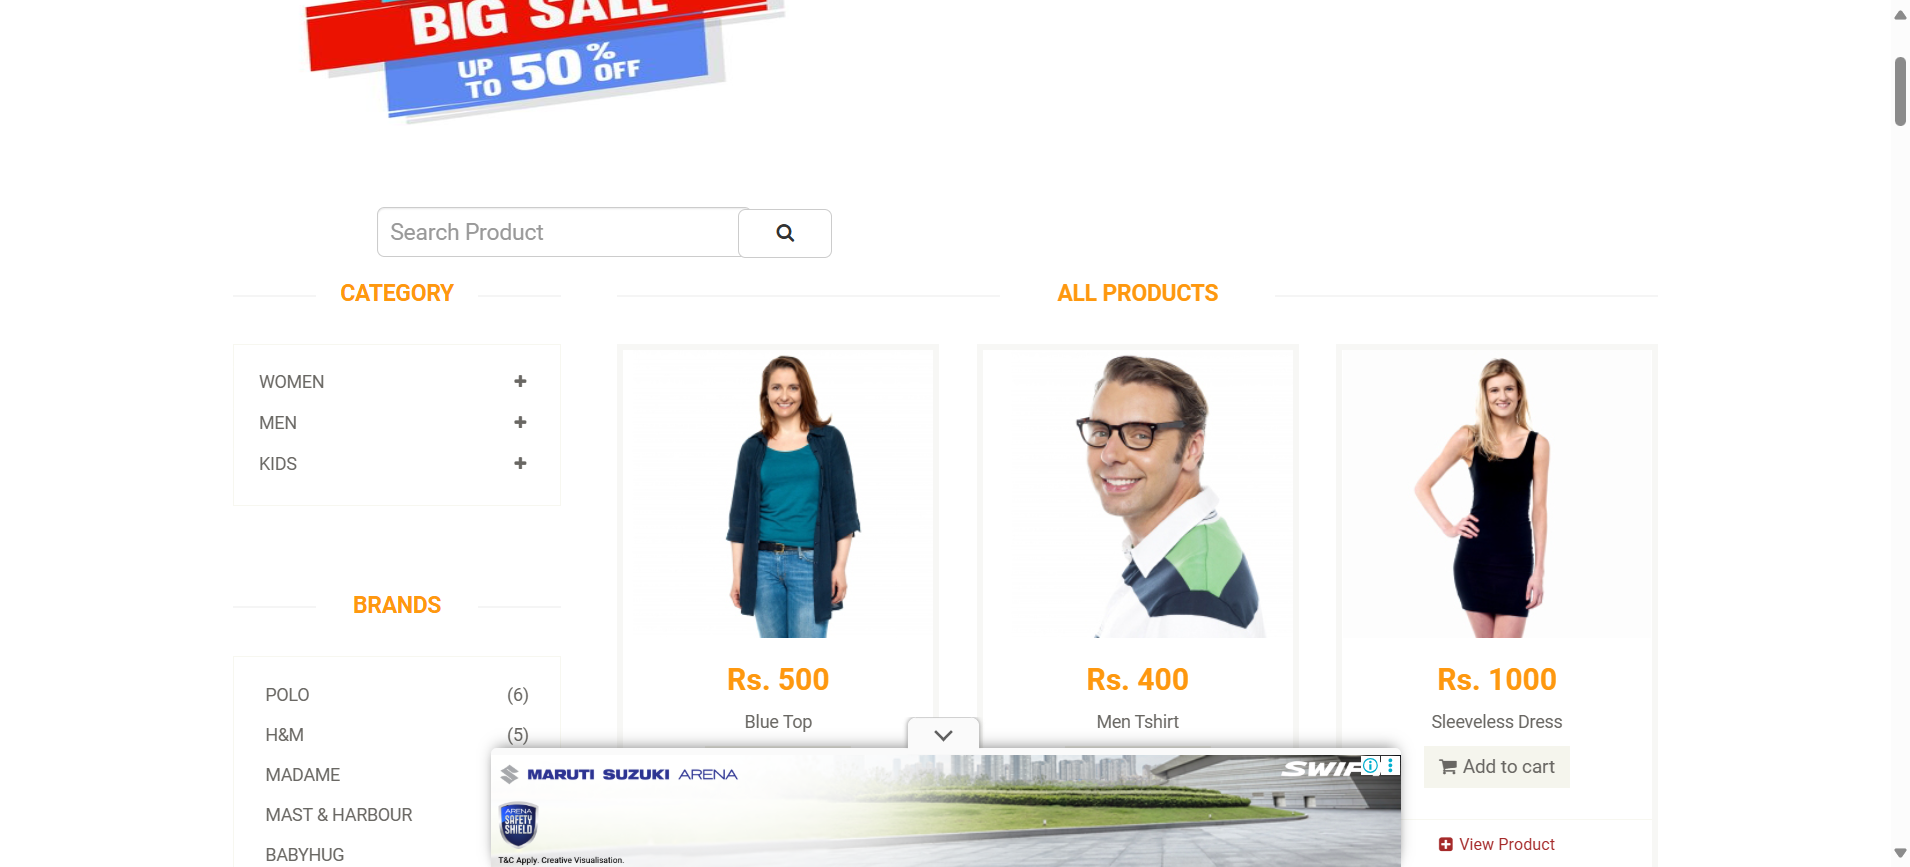 BIG SALE
UP TO 50 % OFF
Search Product
CATEGORY
ALL PRODUCTS
WOMEN
MEN
KIDS
BRANDS
POLO (6)
H&M (5)
MADAME
MAST & HARBOUR
BABYHUG
Rs. 500
Blue Top
Rs. 400
Men Tshirt
Rs. 1000
Sleeveless Dress
Add to cart
View Product
MARUTI SUZUKI ARENA
ARENA
SAFETY
SHIELD
T&C Apply. Creative Visualisation.